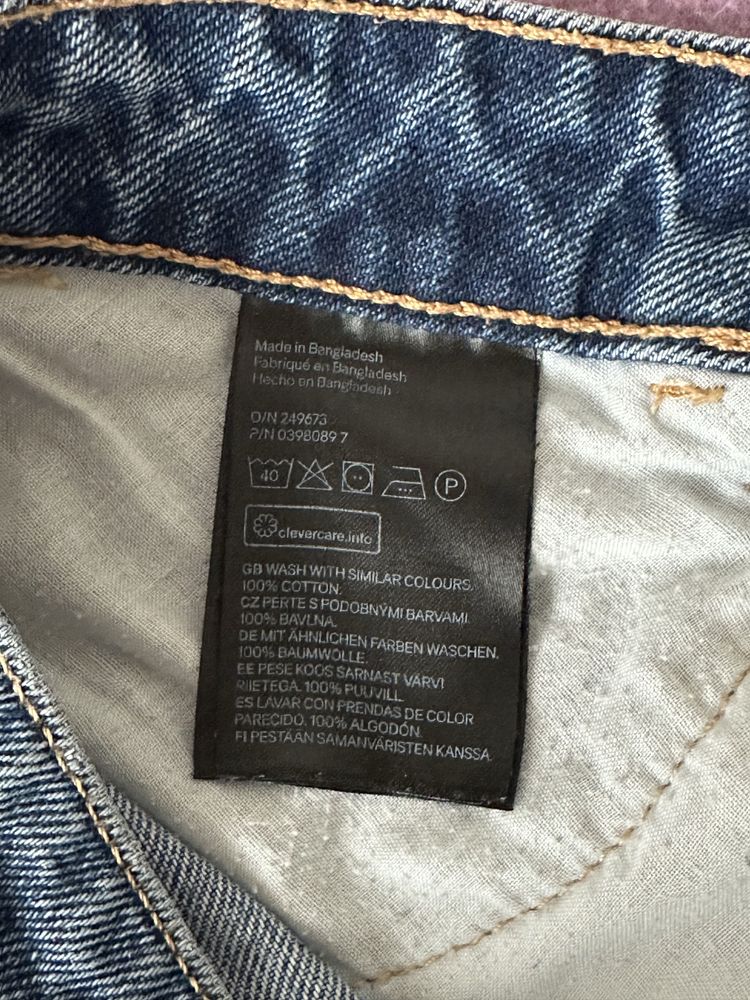 Made in Bangladesh
Fabriqué en Bangladesh
Hecho en Bangladesh
O/N 249673
P/N 0398089 7
40
P
clevercare.info
GB WASH WITH SIMILAR COLOURS.
100% COTTON.
CZ PERTE S PODOBNÝMI BARVAMI.
100% BAVLNA.
DE MIT ÄHNLICHEN FARBEN WASCHEN.
100% BAUMWOLLE.
EE PESE KOOS SARNAST VÄRVI
RIIETEGA. 100% PUUVILL.
ES LAVAR CON PRENDAS DE COLOR
PARECIDO. 100% ALGODÓN.
FI PESTÄÄN SAMANVÄRISTEN KANSSA.